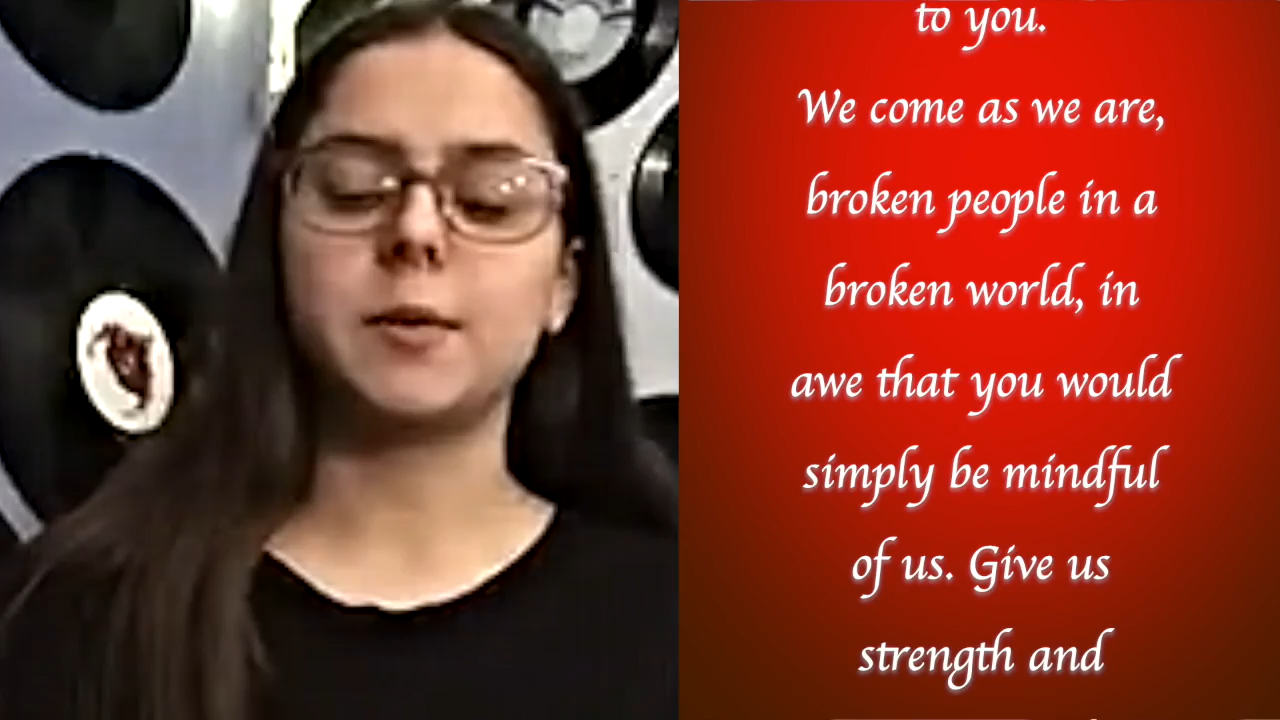 to you.
We come as we are,
broken people in a
broken world, in
awe that you would
simply be mindful
of us. Give us
strength and